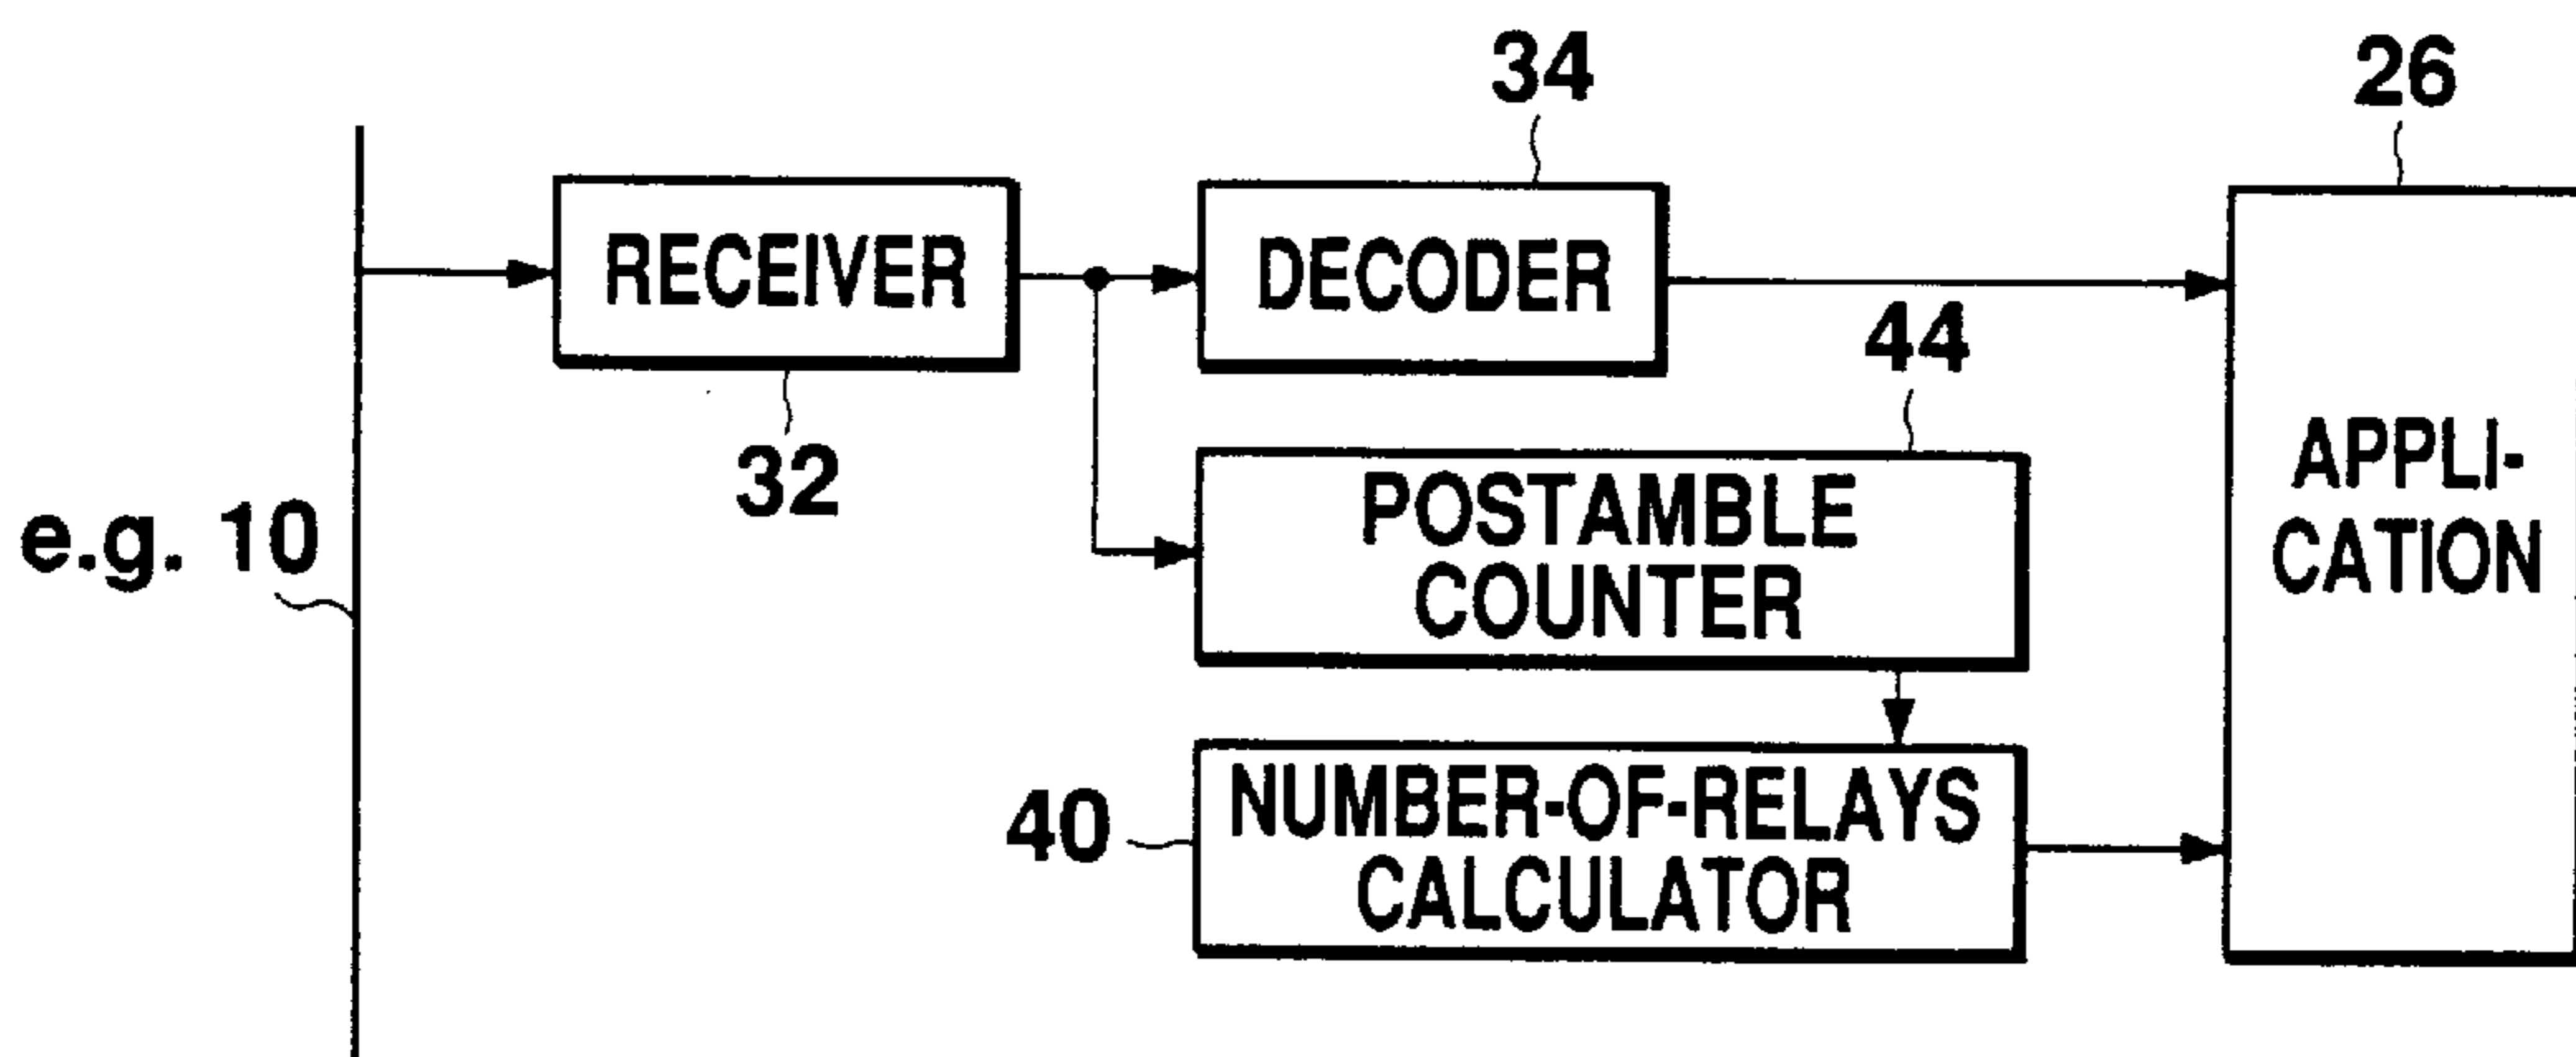 34
26
RECEIVER
DECODER
44
32
e.g. 10
POSTAMBLE
COUNTER
APPLI-
CATION
40
NUMBER-OF-RELAYS
CALCULATOR